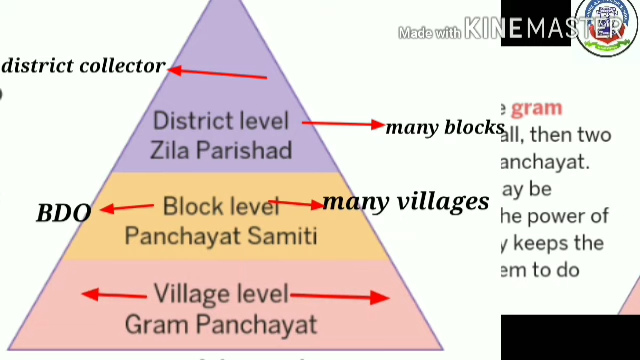 Made with KINEMASTER
district collector
District level
Zila Parishad
many blocks
BDO
Block level
many villages
Panchayat Samiti
Village level
Gram Panchayat
gram
all, then two
anchayat.
ay be
he power of
y keeps the
em to do